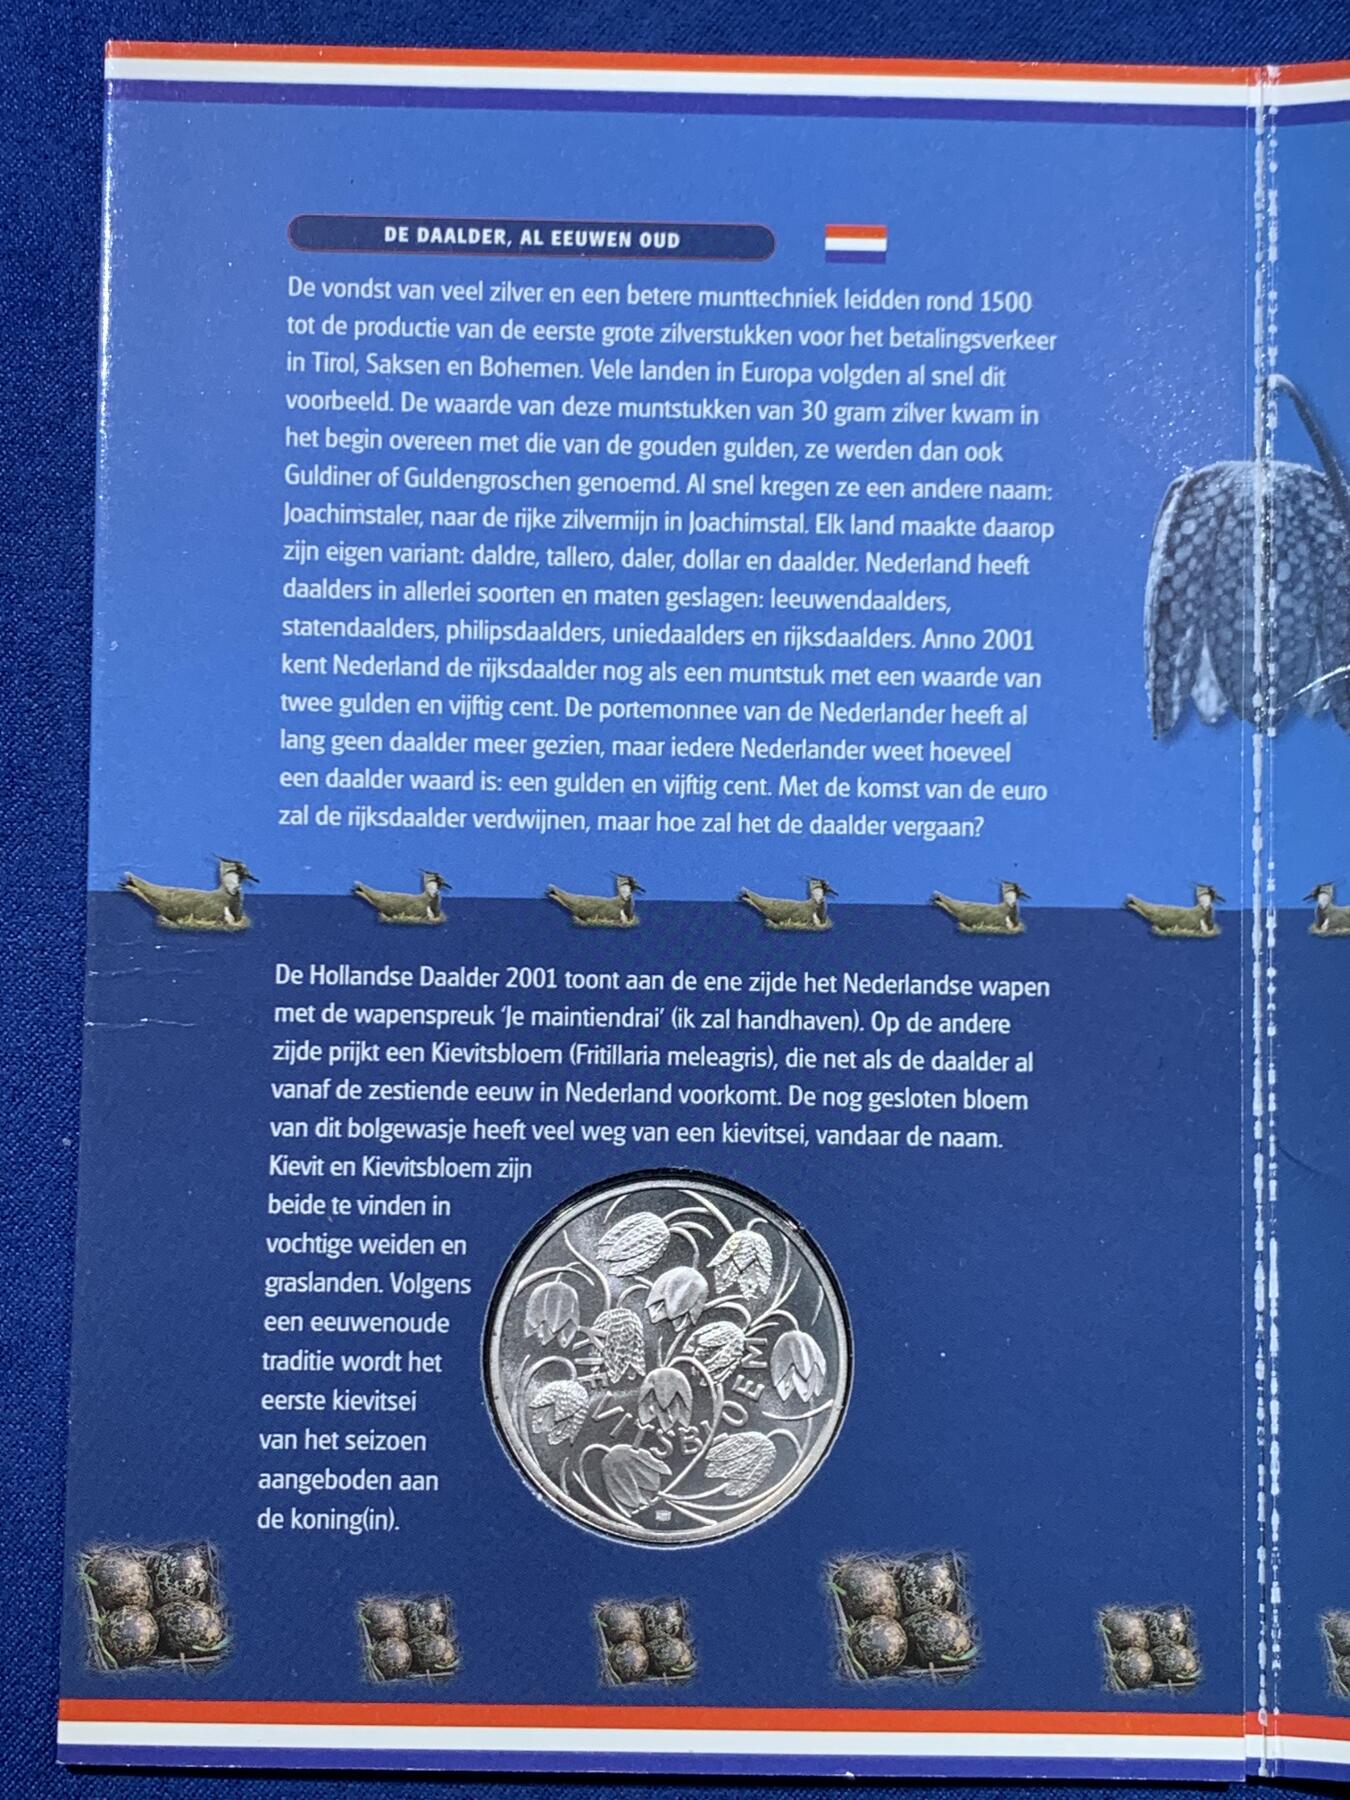 DE DAALDER, AL EEUWEN OUD
De vondst van veel zilver en een betere munttechniek leidden rond 1500
tot de productie van de eerste grote zilverstukken voor het betalingsverkeer
in Tirol, Saksen en Bohemen. Vele landen in Europa volgden al snel dit
voorbeeld. De waarde van deze muntstukken van 30 gram zilver kwam in
het begin overeen met die van de gouden gulden, ze werden dan ook
Guldiner of Guldengroschen genoemd. Al snel kregen ze een andere naam:
Joachimstaler, naar de rijke zilvermijn in Joachimstal. Elk land maakte daarop
zijn eigen variant: daldre, tallero, daler, dollar en daalder. Nederland heeft
daalders in allerlei soorten en maten geslagen: leeuwendaalders,
statendaalders, philipsdaalders, uniedaalders en rijksdaalders. Anno 2001
kent Nederland de rijksdaalder nog als een muntstuk met een waarde van
twee gulden en vijftig cent. De portemonnee van de Nederlander heeft al
lang geen daalder meer gezien, maar iedere Nederlander weet hoeveel
een daalder waard is: een gulden en vijftig cent. Met de komst van de euro
zal de rijksdaalder verdwijnen, maar hoe zal het de daalder vergaan?
De Hollandse Daalder 2001 toont aan de ene zijde het Nederlandse wapen
met de wapenspreuk 'Je maintiendrai' (ik zal handhaven). Op de andere
zijde prijkt een Kievitsbloem (Fritillaria meleagris), die net als de daalder al
vanaf de zestiende eeuw in Nederland voorkomt. De nog gesloten bloem
van dit bolgewasje heeft veel weg van een kievitsei, vandaar de naam.
Kievit en Kievitsbloem zijn
beide te vinden in
vochtige weiden en
graslanden. Volgens
een eeuwenoude
traditie wordt het
eerste kievitsei
van het seizoen
aangeboden aan
de koning(in).
KIEVITSBLOEM